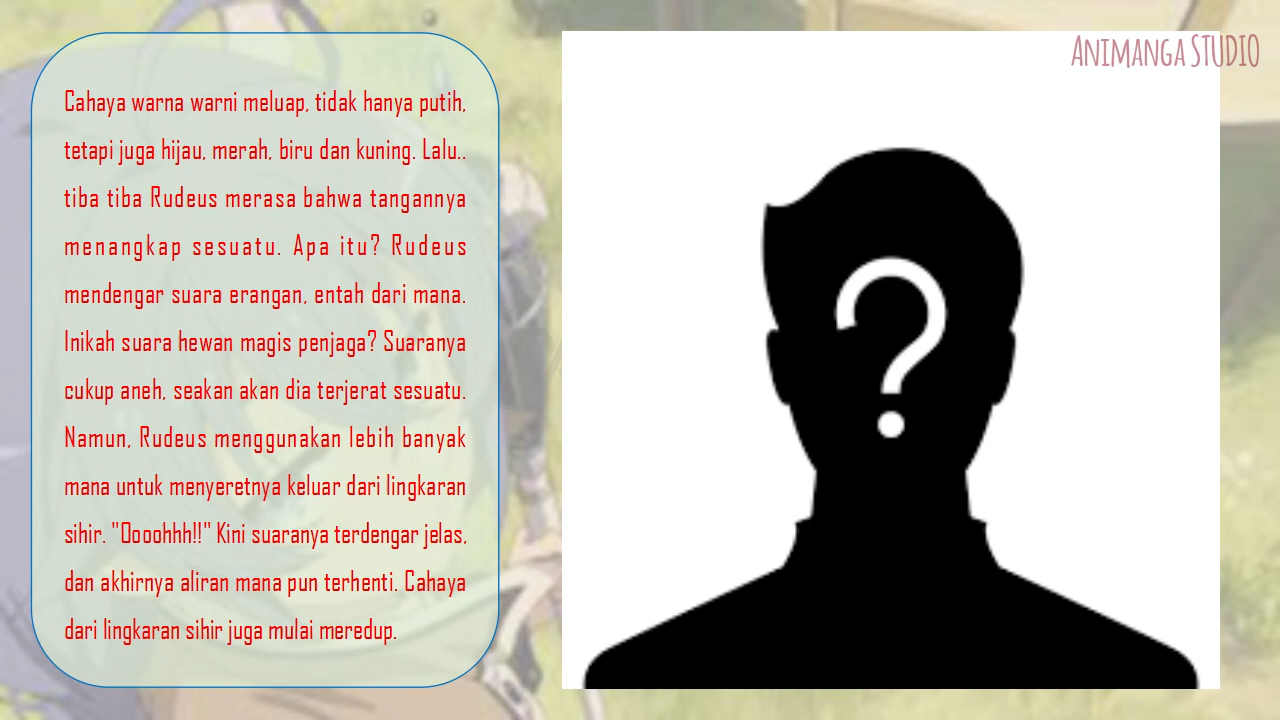 Animanga STUDIO
Cahaya warna warni meluap, tidak hanya putih,
tetapi juga hijau, merah, biru dan kuning. Lalu..
tiba tiba Rudeus merasa bahwa tangannya
menangkap sesuatu. Apa itu? Rudeus
mendengar suara erangan, entah dari mana.
Inikah suara hewan magis penjaga? Suaranya
cukup aneh, seakan akan dia terjerat sesuatu.
Namun, Rudeus menggunakan lebih banyak
mana untuk menyeretnya keluar dari lingkaran
sihir. "Oooohhh!!" Kini suaranya terdengar jelas,
dan akhirnya aliran mana pun terhenti. Cahaya
dari lingkaran sihir juga mulai meredup.
?